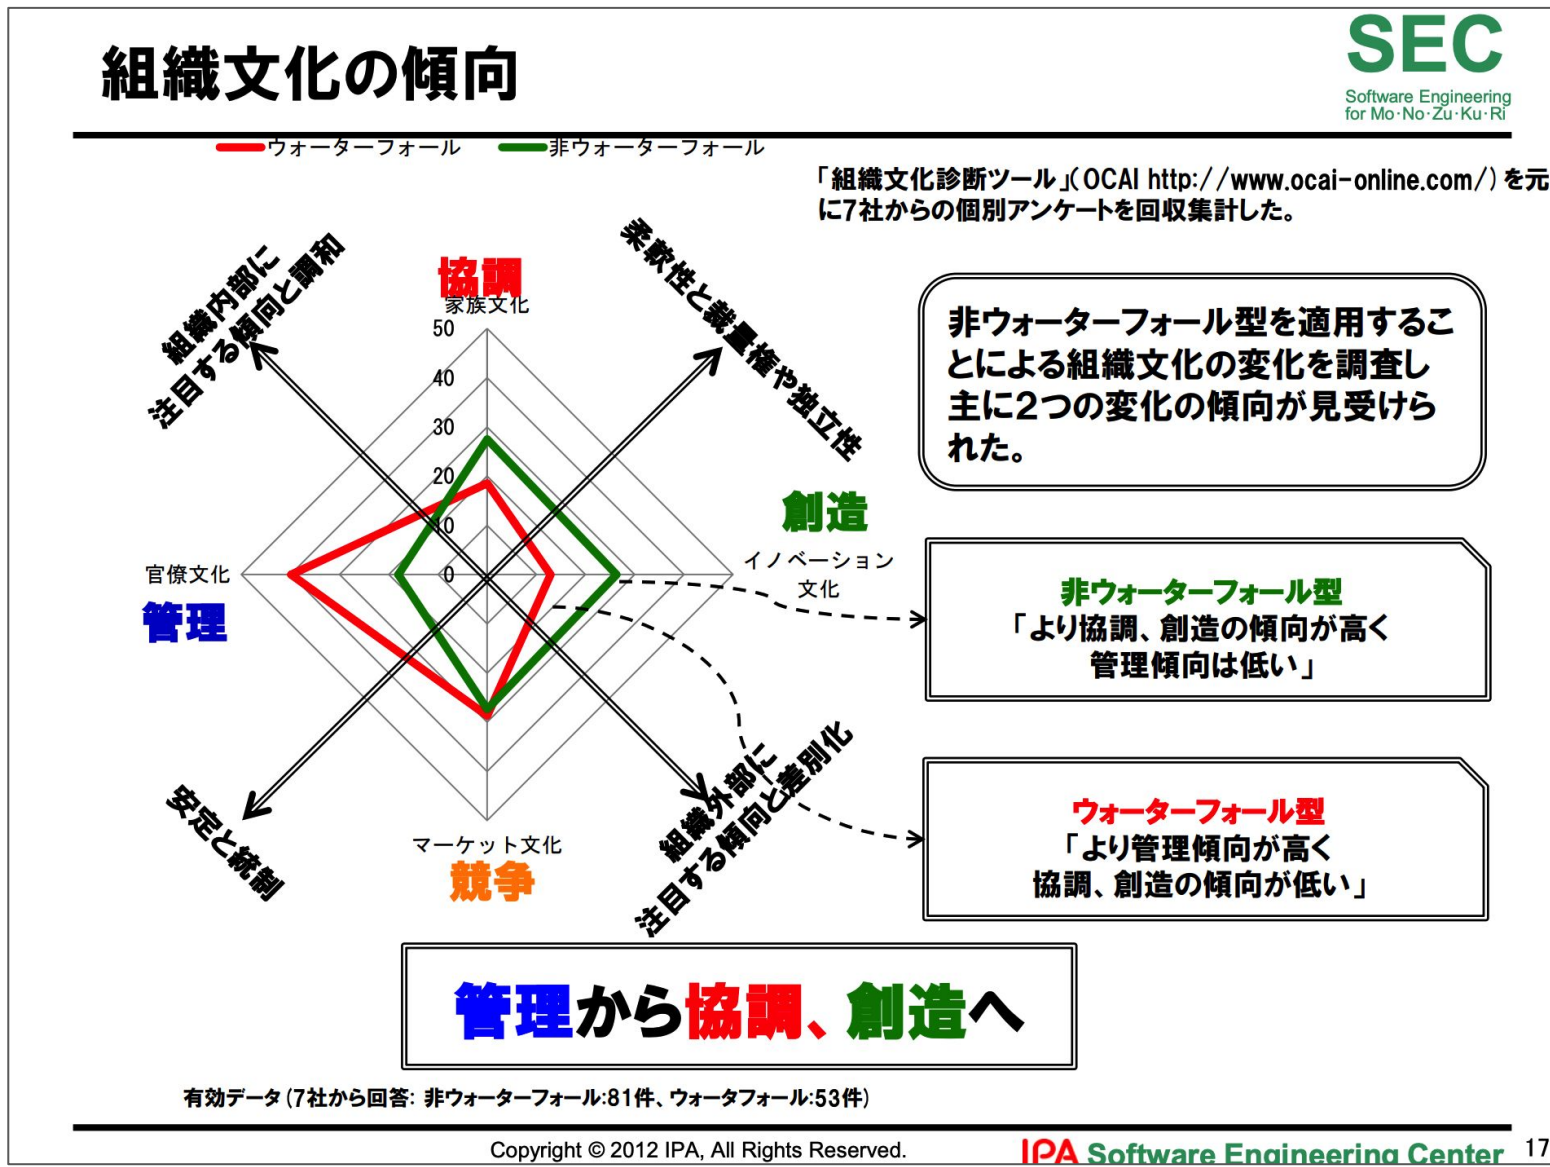 組織文化の傾向
SEC
Software Engineering
for Mo·No·Zu·Ku·Ri
ウォーターフォール
非ウォーターフォール
「組織文化診断ツール」(OCAI http://www.ocai-online.com/)を元
に7社からの個別アンケートを回収集計した。
組織内部に
注目する傾向と調和
協調
家族文化
柔軟性と裁量権や独立性
50
40
30
20
10
0
非ウォーターフォール型を適用するこ
とによる組織文化の変化を調査し
主に2つの変化の傾向が見受けら
れた。
創造
イノベーション
文化
官僚文化
管理
非ウォーターフォール型
「より協調、創造の傾向が高く
管理傾向は低い」
安定と統制
マーケット文化
競争
組織外部に
注目する傾向と差別化
ウォーターフォール型
「より管理傾向が高く
協調、創造の傾向が低い」
管理から協調、創造へ
有効データ(7社から回答: 非ウォーターフォール:81件、ウォータフォール:53件)
Copyright © 2012 IPA, All Rights Reserved.
IPA Software Engineering Center
17